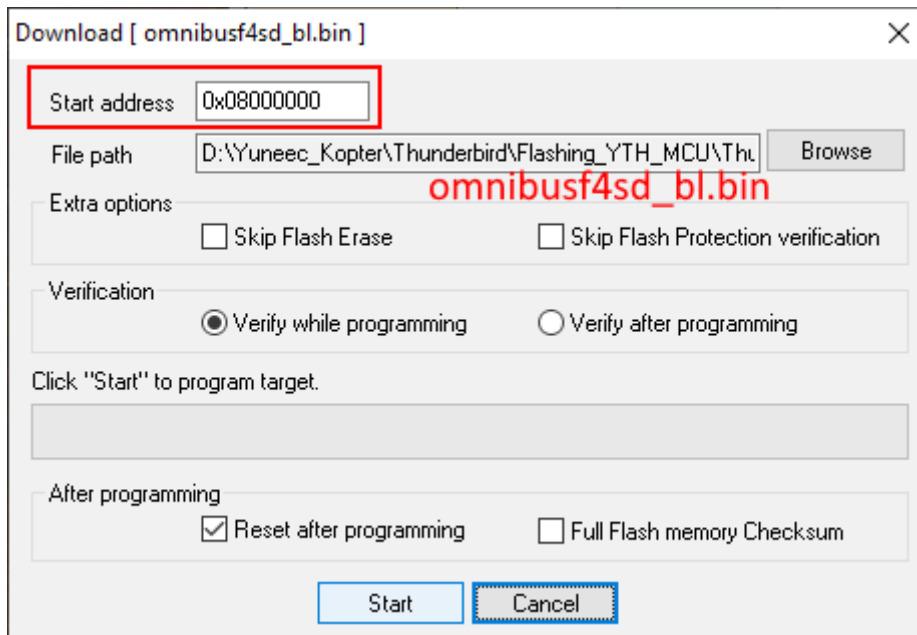 Download [ omnibusf4sd_bl.bin ]
Start address 0x08000000
File path D:\Yuneec_Kopter\Thunderbird\Flashing_YTH_MCU\Thu Browse
omnibusf4sd_bl.bin
Extra options
Skip Flash Erase Skip Flash Protection verification
Verification
Verify while programming Verify after programming
Click "Start" to program target.
After programming
Reset after programming Full Flash memory Checksum
Start Cancel